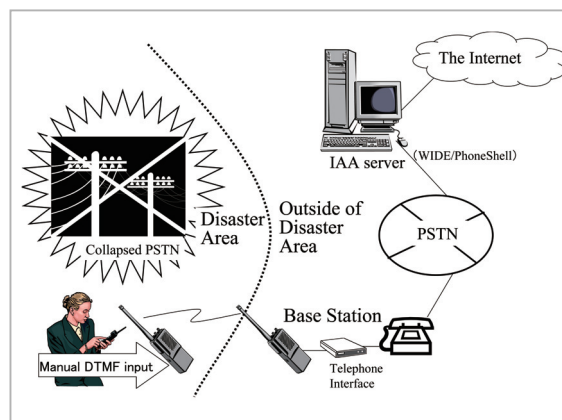 The Internet
IAA server
(WIDE/PhoneShell)
Disaster
Area
Outside of
Disaster
Area
PSTN
Collapsed PSTN
Base Station
Manual DTMF input
Telephone
Interface